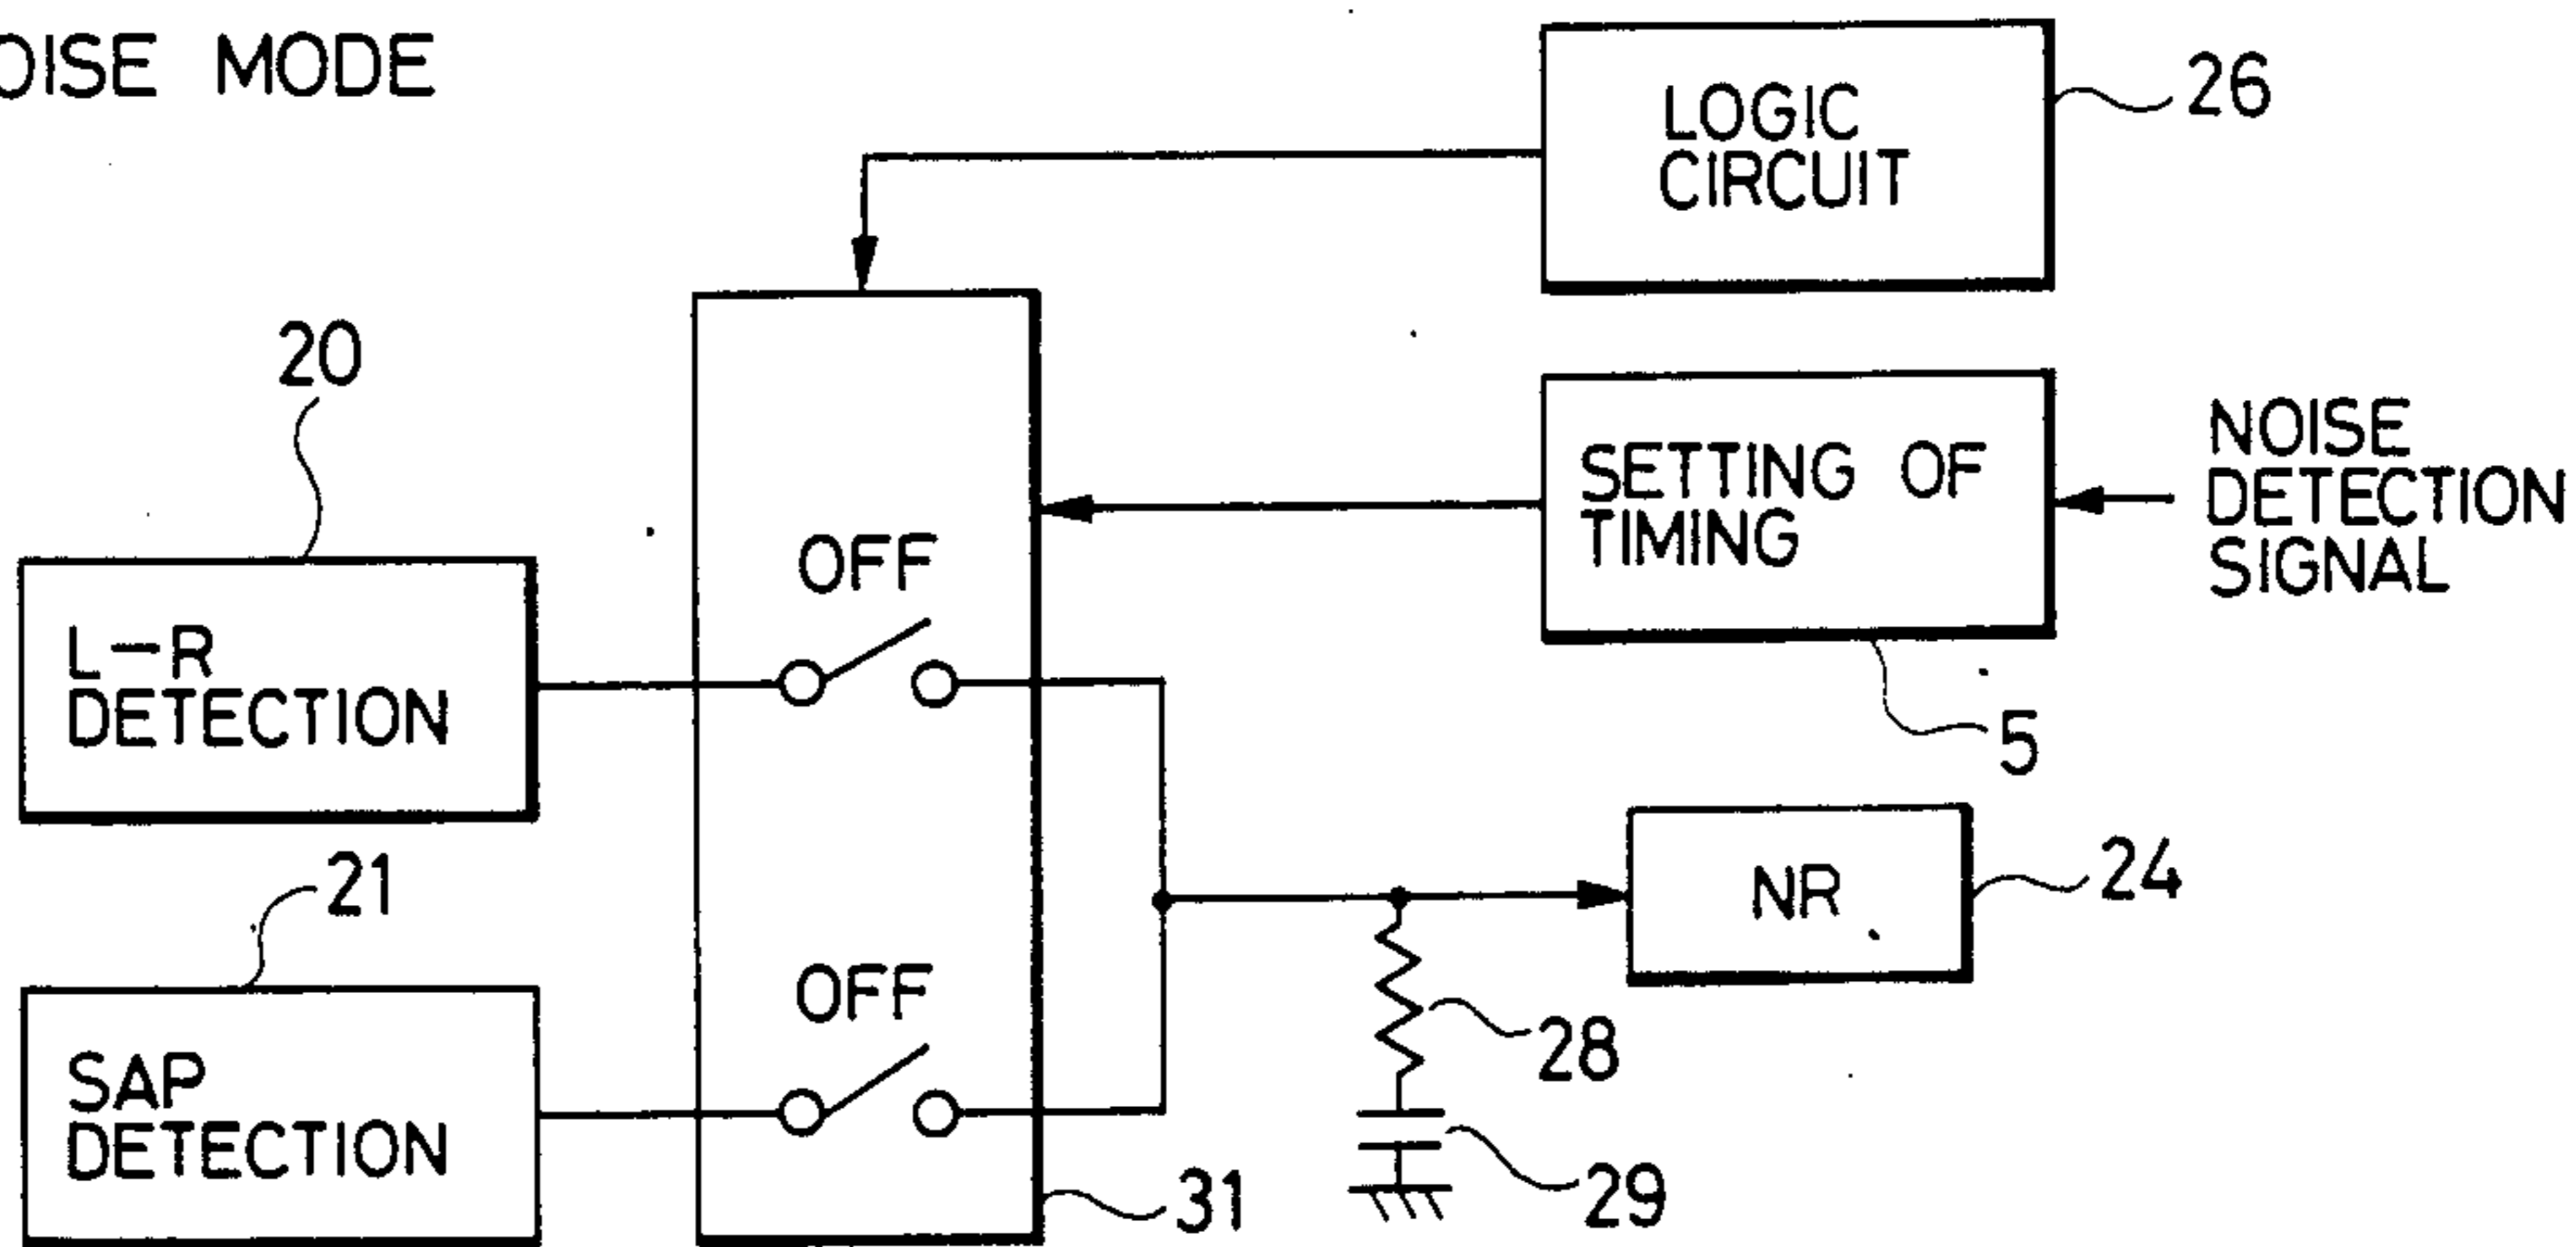 OISE MODE
LOGIC
CIRCUIT
26
20
SETTING OF
TIMING
NOISE
DETECTION
SIGNAL
5
OFF
L-R
DETECTION
21
NR
24
OFF
28
SAP
DETECTION
29
31